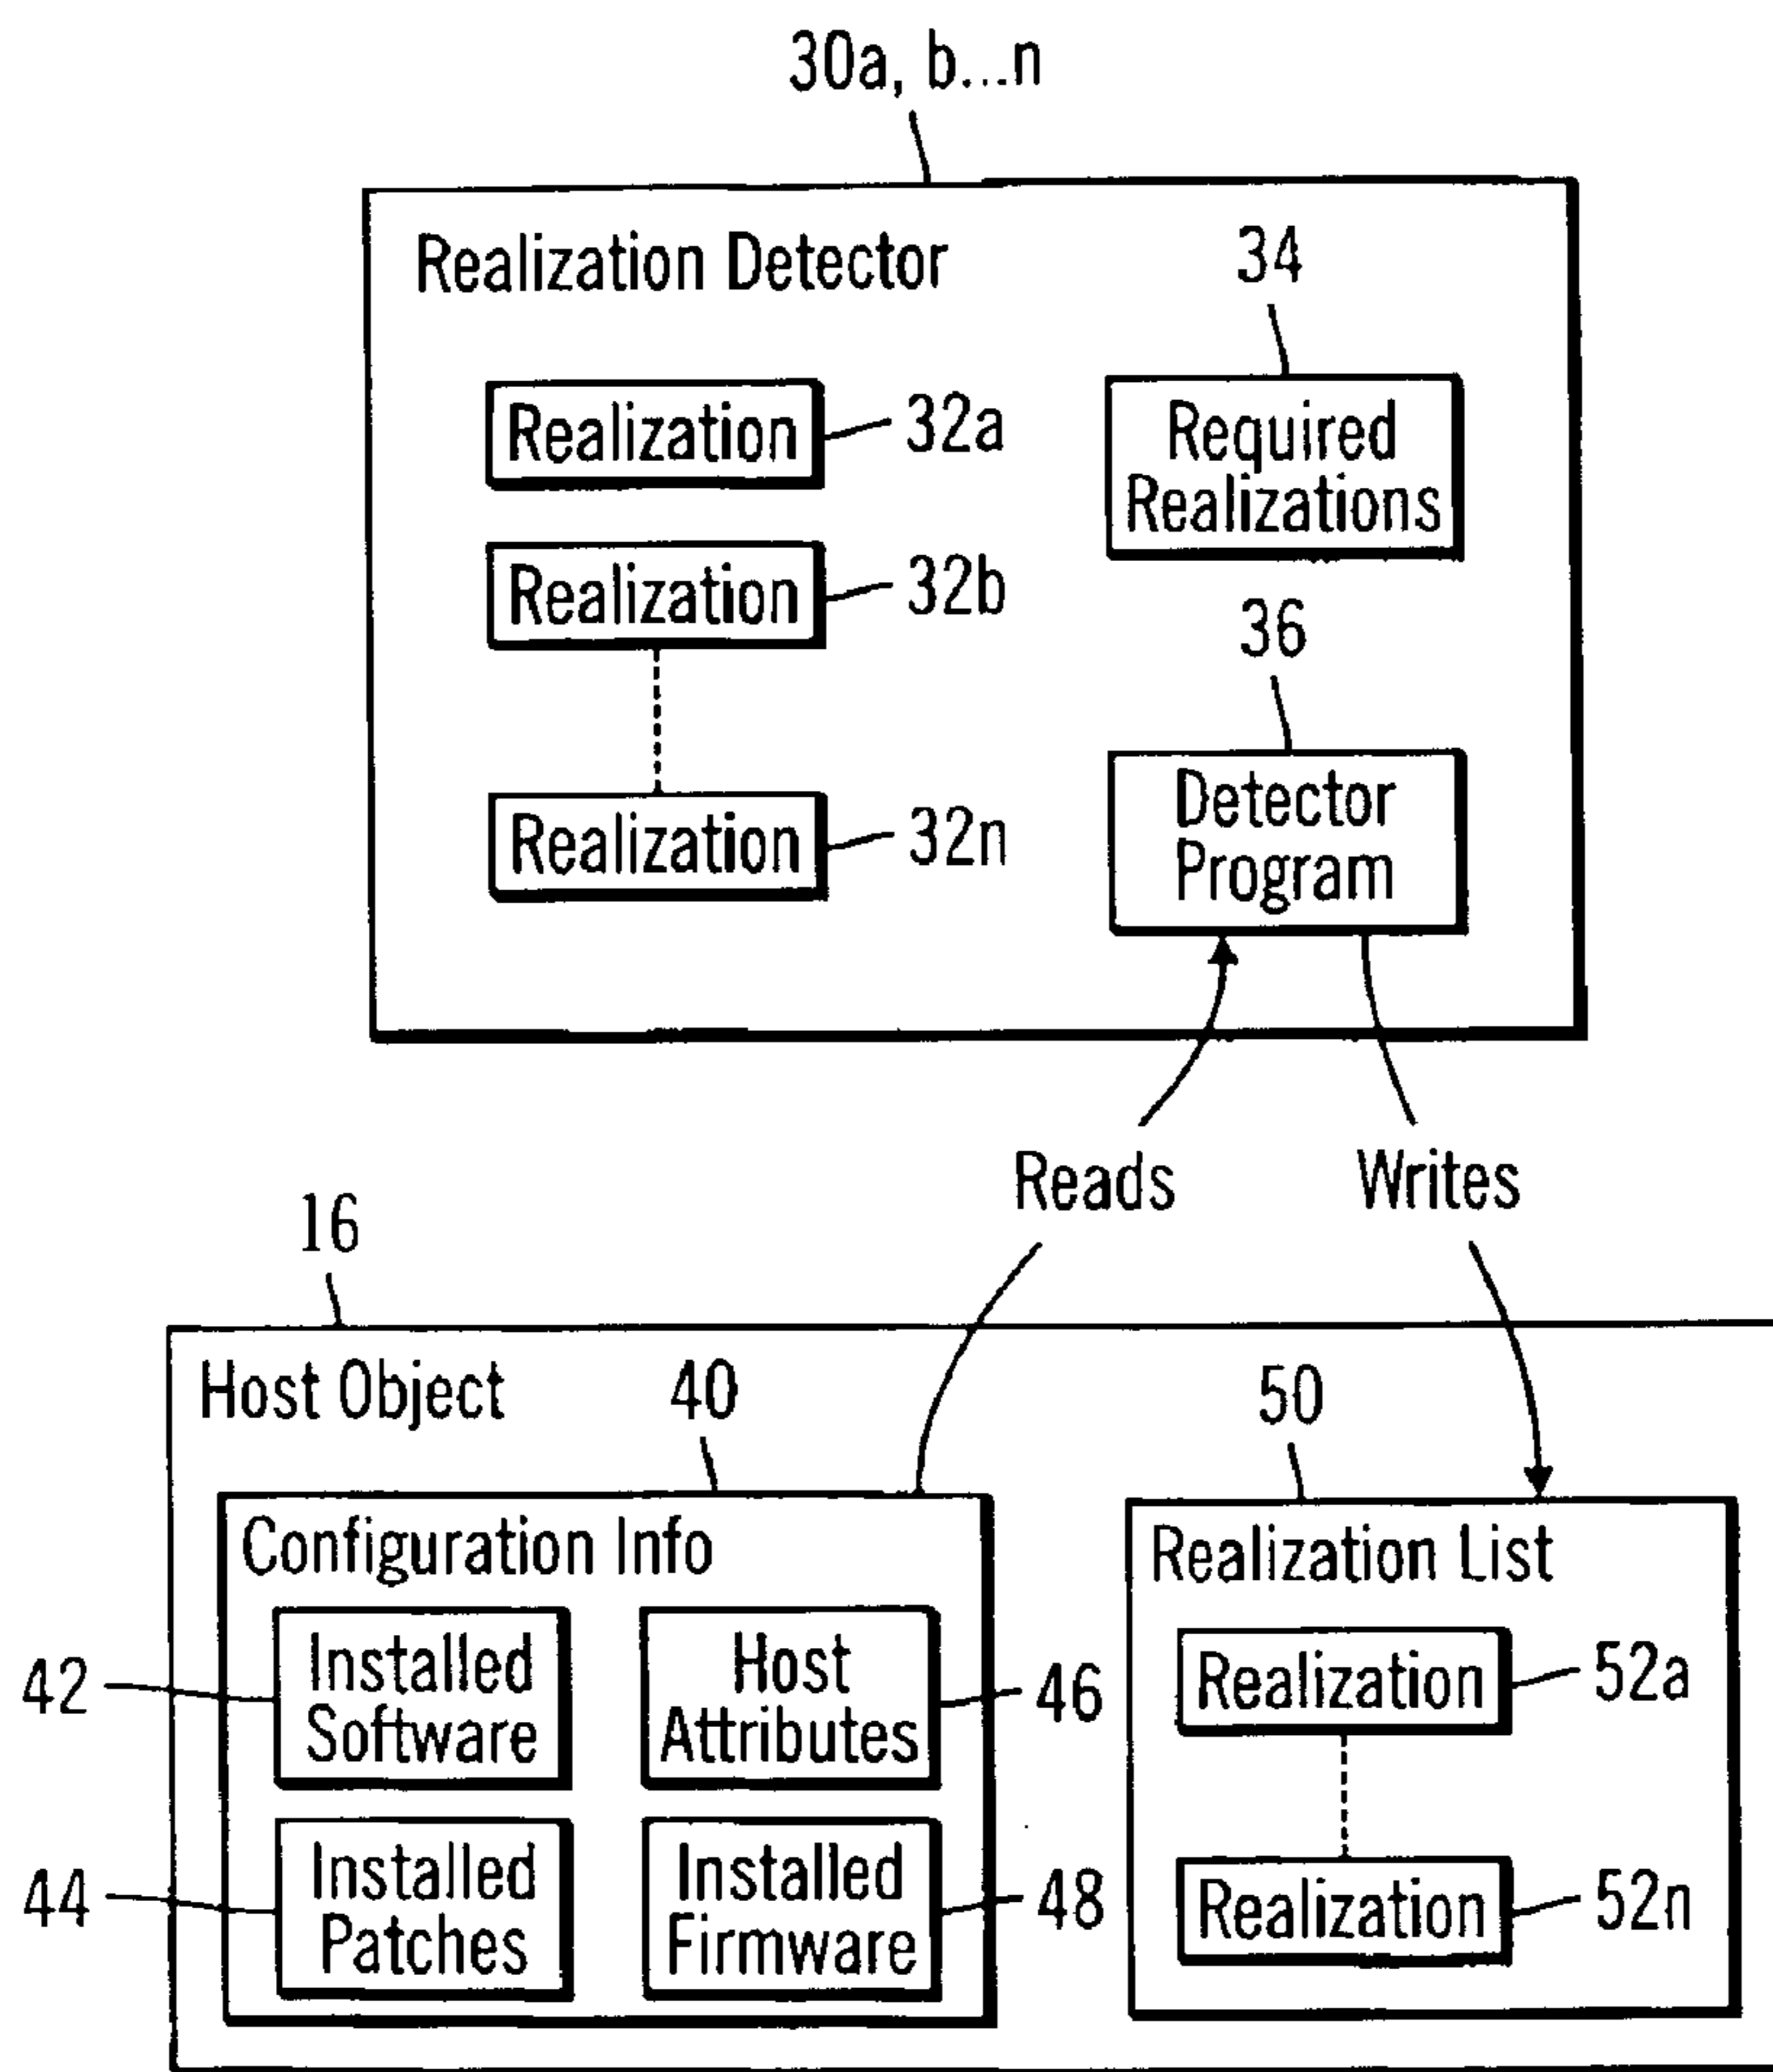 30a, b...n
Realization Detector
34
Realization
32a
Required
Realizations
Realization
32b
36
Realization
32n
Detector
Program
Reads
Writes
16
Host Object
40
50
Configuration Info
Realization List
42
Installed
Software
Host
Attributes
46
Realization
52a
44
Installed
Patches
Installed
Firmware
48
Realization
52n